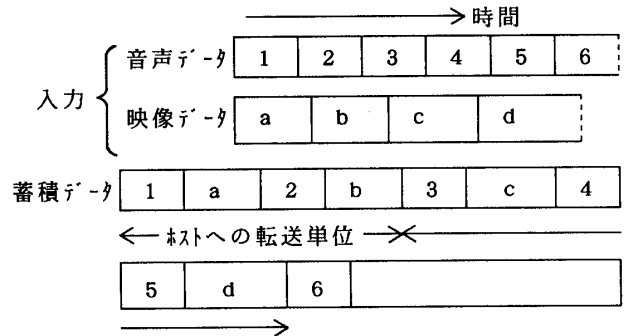 時間
音声ﾃﾞｰﾀ 1 2 3 4 5 6
入力
映像ﾃﾞｰﾀ a b c d
蓄積ﾃﾞｰﾀ 1 a 2 b 3 c 4
ﾎｽﾄへの転送単位
5 d 6